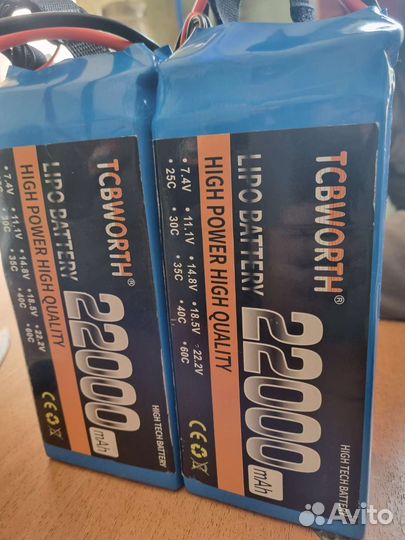 TCBWORTH®
LIPO BATTERY
HIGH POWER HIGH QUALITY
• 7.4V • 11.1V • 14.8V • 18.5V • 22.2V
35C • 40C • 60C
22000 mAh
CE
HIGH TECH BATTERY
TCBWORTH®
LIPO BATTERY
HIGH POWER HIGH QUALITY
• 7.4V • 11.1V • 14.8V • 18.5V • 22.2V
• 25C • 30C • 35C • 40C • 60C
22000 mAh
CE
HIGH TECH BATTERY
Avito